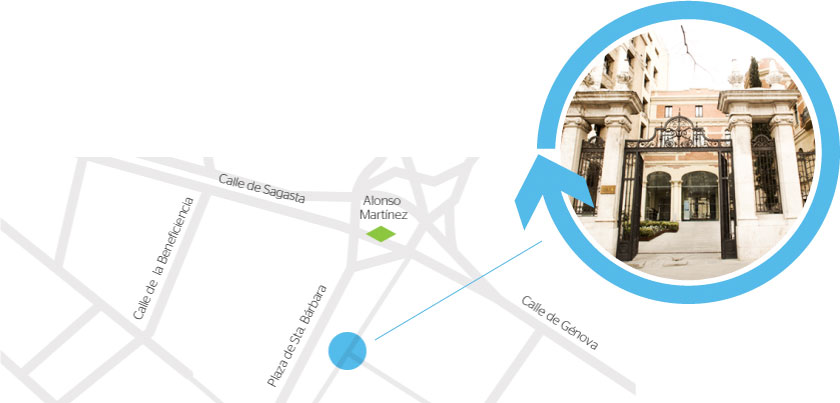 Calle de Sagasta
Alonso
Martínez
Calle de la Beneficiencia
Plaza de Sta. Bárbara
Calle de Génova